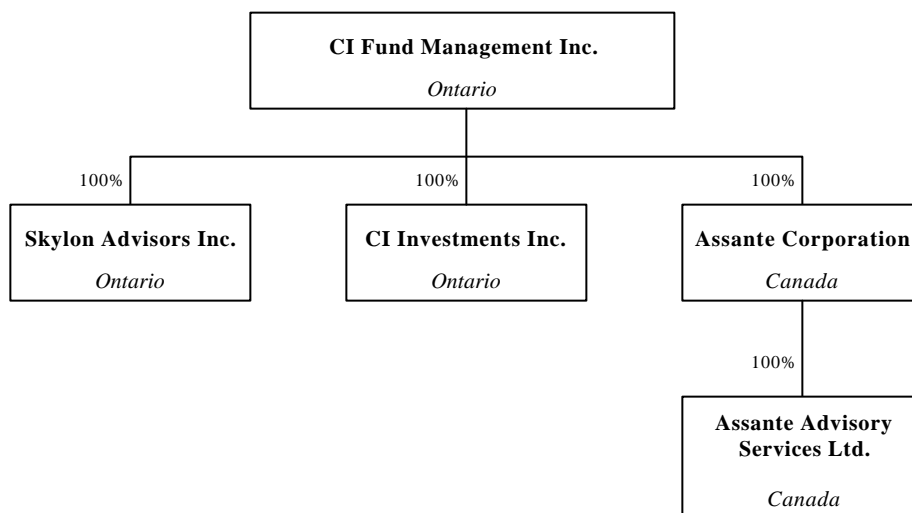 CI Fund Management Inc.
Ontario
100%
100%
100%
Skylon Advisors Inc.
Ontario
CI Investments Inc.
Ontario
Assante Corporation
Canada
100%
Assante Advisory
Services Ltd.
Canada